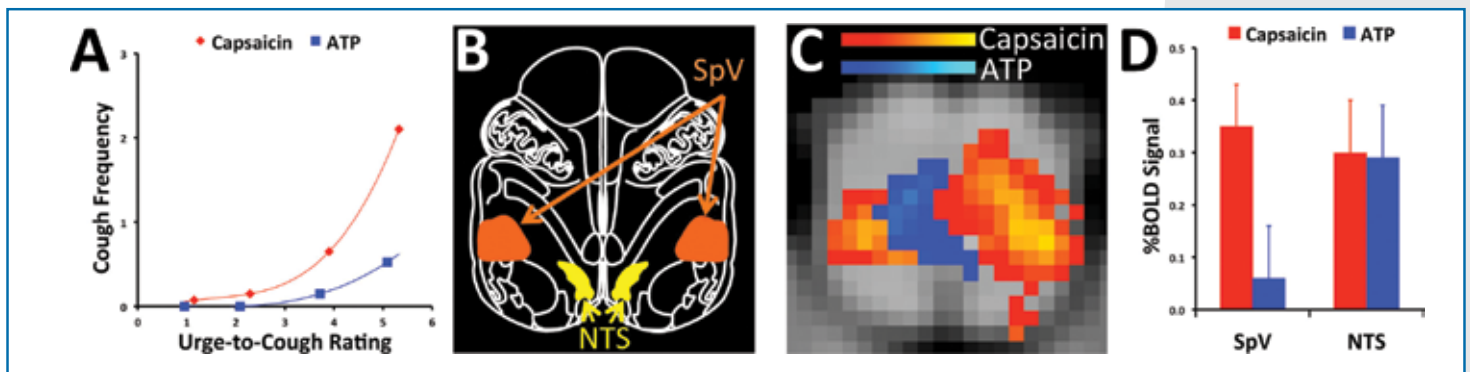 A
Capsaicin ATP
Cough Frequency
3
2
1
0
0 1 2 3 4 5 6
Urge-to-Cough Rating
B
SpV
NTS
C
Capsaicin
ATP
D
Capsaicin ATP
%BOLD Signal
0.5
0.4
0.3
0.2
0.1
0.0
SpV NTS